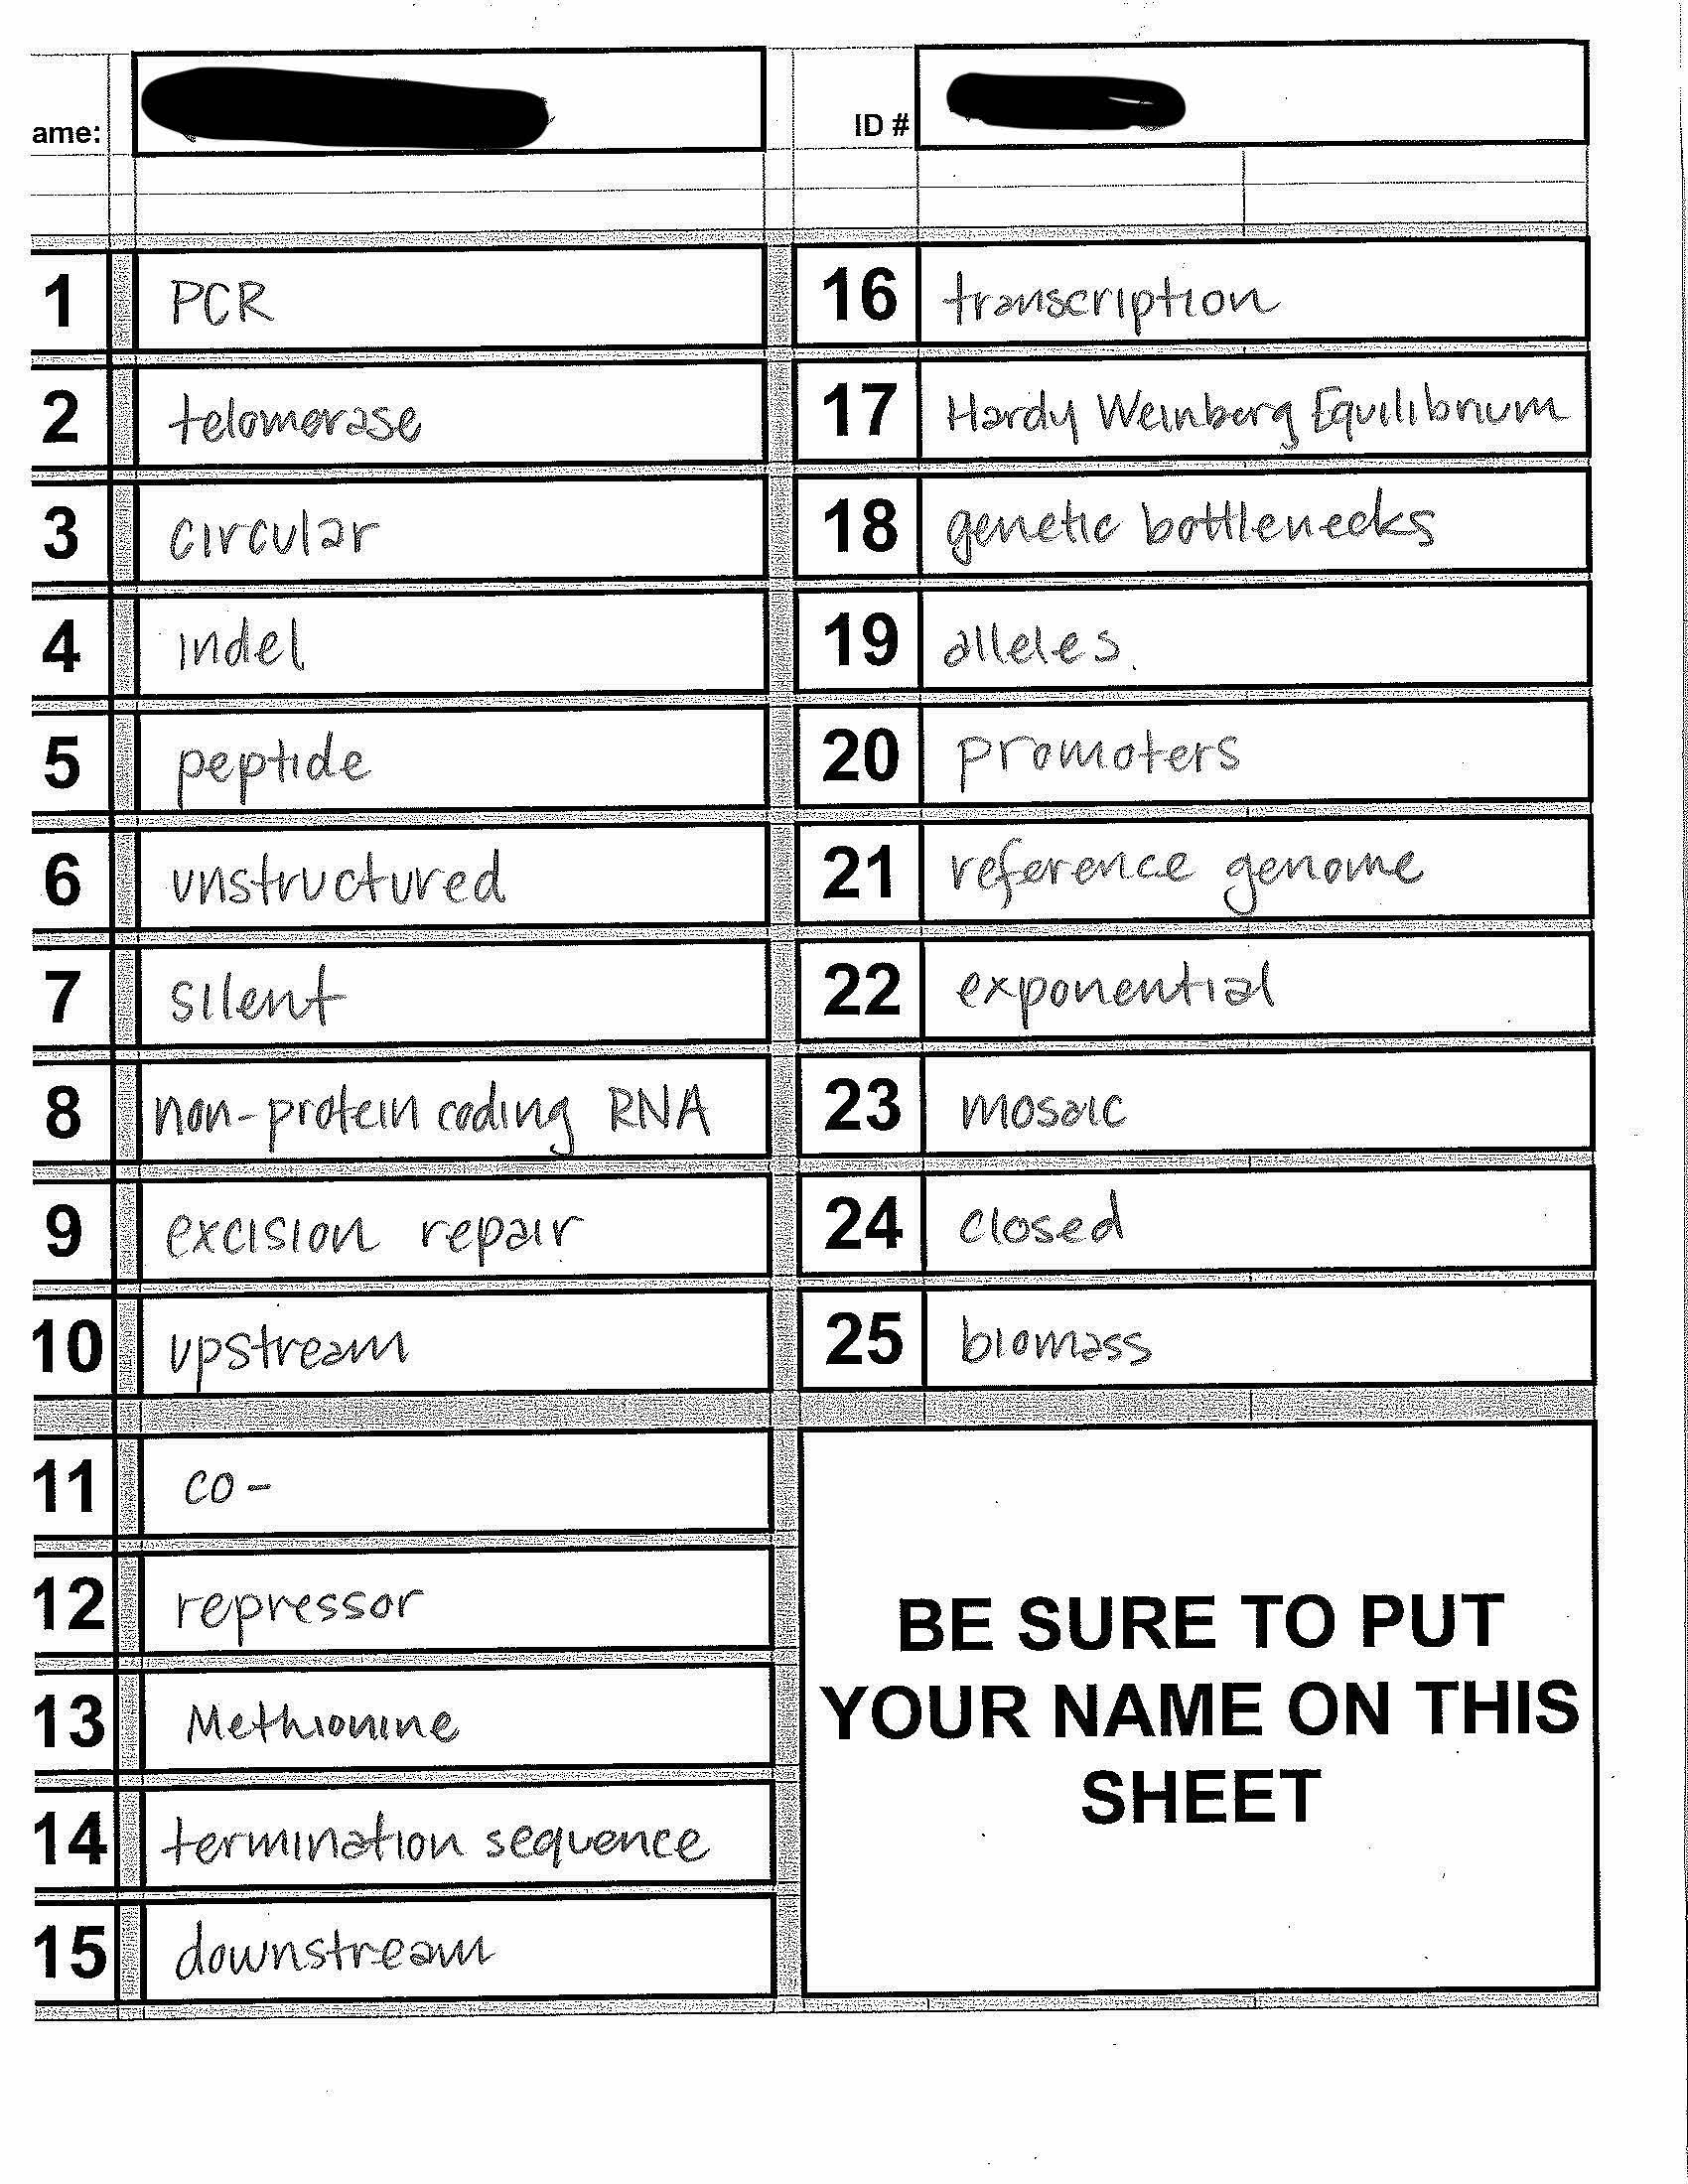 ame:
ID #
1 PCR
2 telomerase
3 circular
4 indel
5 peptide
6 unstructured
7 silent
8 non-protein coding RNA
9 excision repair
10 upstream
11 co-
12 repressor
13 Methionine
14 termination sequence
15 downstream
16 transcription
17 Hardy Weinberg Equilibrium
18 genetic bottlenecks
19 alleles
20 promoters
21 reference genome
22 exponential
23 mosaic
24 closed
25 biomass
BE SURE TO PUT
YOUR NAME ON THIS
SHEET